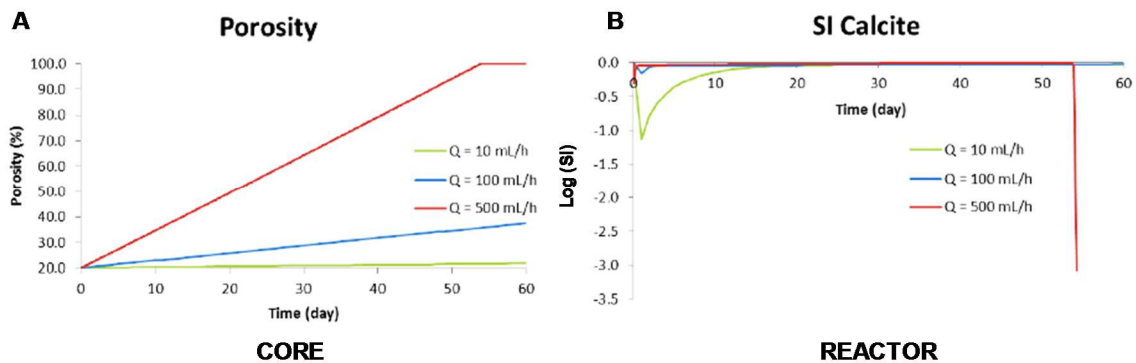 A
Porosity
100.0
90.0
80.0
70.0
60.0
50.0
40.0
30.0
20.0
Porosity (%)
Q = 10 mL/h
Q = 100 mL/h
Q = 500 mL/h
0 10 20 30 40 50 60
Time (day)
CORE
B
SI Calcite
0.0
-0.5
-1.0
-1.5
-2.0
-2.5
-3.0
-3.5
Log (SI)
0 10 20 30 40 50 60
Time (day)
Q = 10 mL/h
Q = 100 mL/h
Q = 500 mL/h
REACTOR